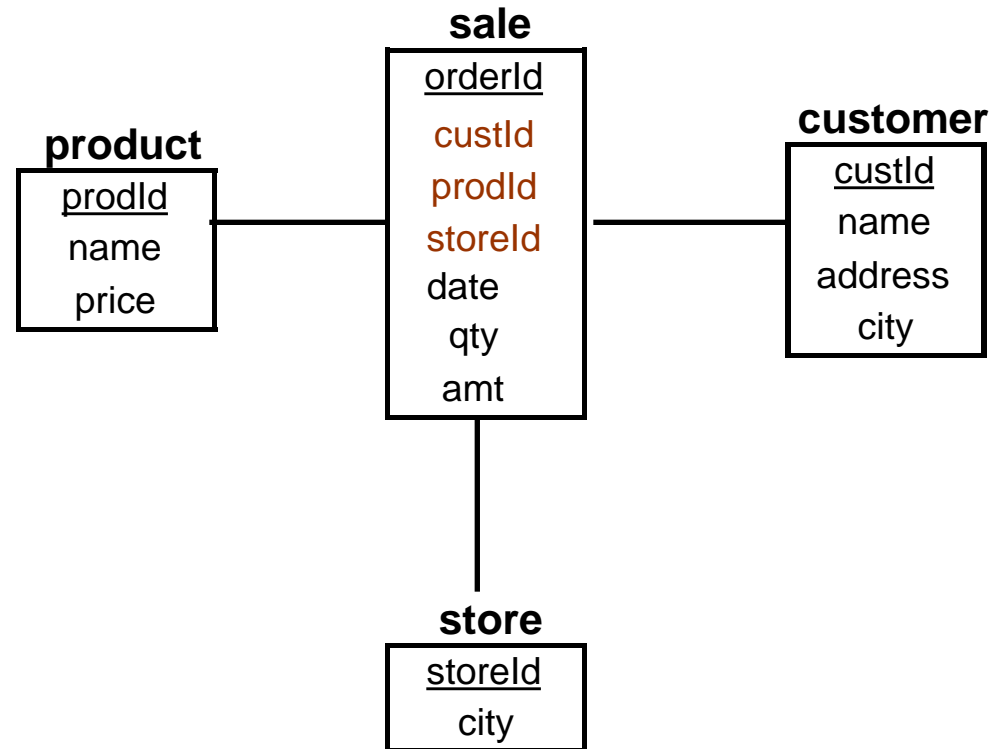 sale
orderId
custId
prodId
storeId
date
qty
amt
product
prodId
name
price
customer
custId
name
address
city
store
storeId
city